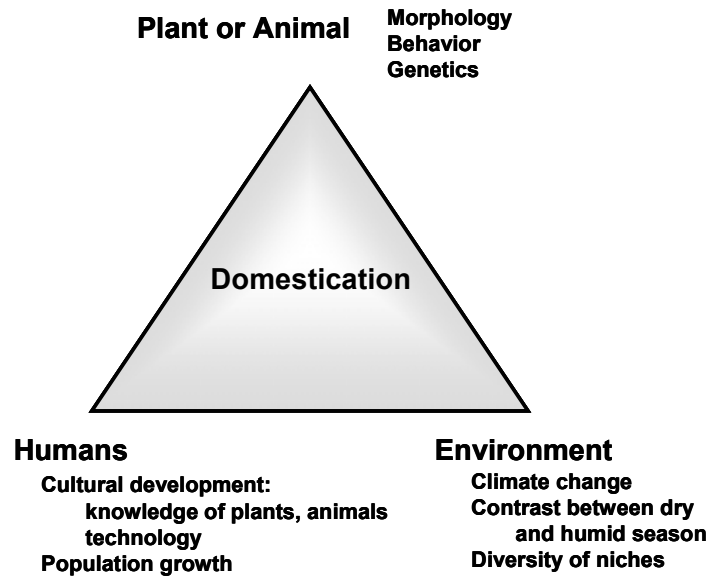 Plant or Animal
Morphology
Behavior
Genetics
Domestication
Humans
Cultural development:
knowledge of plants, animals
technology
Population growth
Environment
Climate change
Contrast between dry
and humid season
Diversity of niches